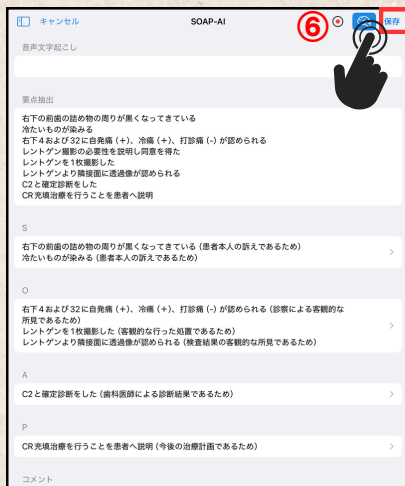 キャンセル SOAP-AI ⑥ 保存
音声文字起こし
要点抽出
右下の前歯の詰め物の周りが黒くなってきている
冷たいものが染みる
右下4および32に自発痛 (+)、冷痛 (+)、打診痛 (-) が認められる
レントゲン撮影の必要性を説明し同意を得た
レントゲンを1枚撮影した
レントゲンより隣接面に透過像が認められる
C2と確定診断をした
CR充填治療を行うことを患者へ説明
S
右下の前歯の詰め物の周りが黒くなってきている (患者本人の訴えであるため)
冷たいものが染みる (患者本人の訴えであるため)
O
右下4および32に自発痛 (+)、冷痛 (+)、打診痛 (-) が認められる (診察による客観的な
所見であるため)
レントゲンを1枚撮影した (客観的な行った処置であるため)
レントゲンより隣接面に透過像が認められる (検査結果の客観的な所見であるため)
A
C2と確定診断をした (歯科医師による診断結果であるため)
P
CR充填治療を行うことを患者へ説明 (今後の治療計画であるため)
コメント